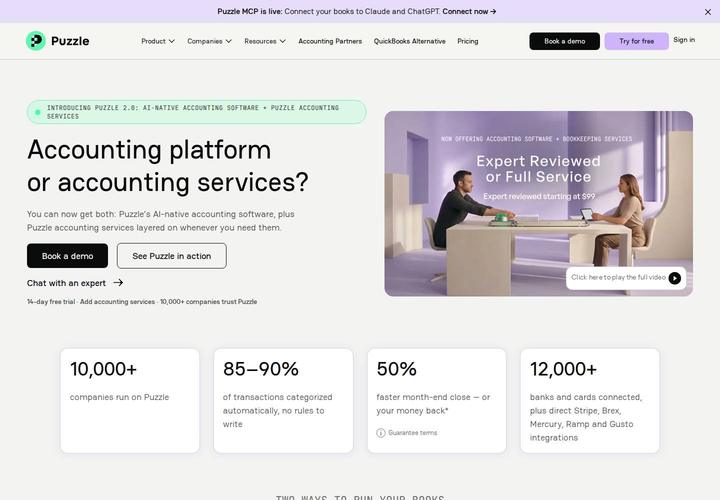 Puzzle MCP is live: Connect your books to Claude and ChatGPT. Connect now →
Puzzle
Product
Companies
Resources
Accounting Partners
QuickBooks Alternative
Pricing
Book a demo
Try for free
Sign in
INTRODUCING PUZZLE 2.0: AI-NATIVE ACCOUNTING SOFTWARE + PUZZLE ACCOUNTING
SERVICES
Accounting platform
or accounting services?
You can now get both: Puzzle's AI-native accounting software, plus
Puzzle accounting services layered on whenever you need them.
Book a demo
See Puzzle in action
Chat with an expert →
14-day free trial · Add accounting services · 10,000+ companies trust Puzzle
NOW OFFERING ACCOUNTING SOFTWARE + BOOKKEEPING SERVICES
Expert Reviewed
or Full Service
Expert reviewed starting at $99
Click here to play the full video
10,000+
companies run on Puzzle
85–90%
of transactions categorized
automatically, no rules to
write
50%
faster month-end close — or
your money back*
Guarantee terms
12,000+
banks and cards connected,
plus direct Stripe, Brex,
Mercury, Ramp and Gusto
integrations
TWO WAYS TO RUN YOUR BOOKS